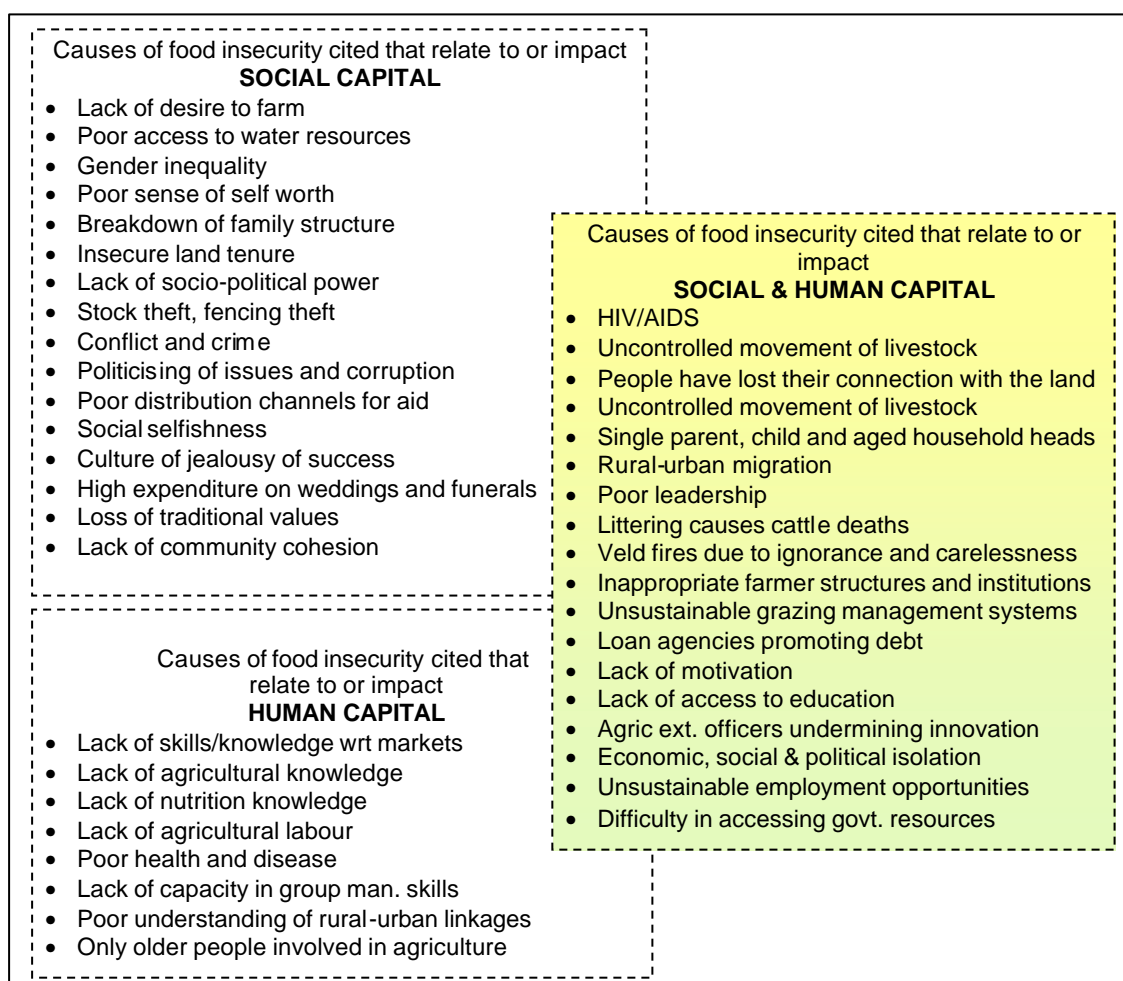 Causes of food insecurity cited that relate to or impact
SOCIAL CAPITAL
• Lack of desire to farm
• Poor access to water resources
• Gender inequality
• Poor sense of self worth
• Breakdown of family structure
• Insecure land tenure
• Lack of socio-political power
• Stock theft, fencing theft
• Conflict and crime
• Politicising of issues and corruption
• Poor distribution channels for aid
• Social selfishness
• Culture of jealousy of success
• High expenditure on weddings and funerals
• Loss of traditional values
• Lack of community cohesion
Causes of food insecurity cited that
relate to or impact
HUMAN CAPITAL
• Lack of skills/knowledge wrt markets
• Lack of agricultural knowledge
• Lack of nutrition knowledge
• Lack of agricultural labour
• Poor health and disease
• Lack of capacity in group man. skills
• Poor understanding of rural-urban linkages
• Only older people involved in agriculture
Causes of food insecurity cited that relate to or
impact
SOCIAL & HUMAN CAPITAL
• HIV/AIDS
• Uncontrolled movement of livestock
• People have lost their connection with the land
• Uncontrolled movement of livestock
• Single parent, child and aged household heads
• Rural-urban migration
• Poor leadership
• Littering causes cattle deaths
• Veld fires due to ignorance and carelessness
• Inappropriate farmer structures and institutions
• Unsustainable grazing management systems
• Loan agencies promoting debt
• Lack of motivation
• Lack of access to education
• Agric ext. officers undermining innovation
• Economic, social & political isolation
• Unsustainable employment opportunities
• Difficulty in accessing govt. resources